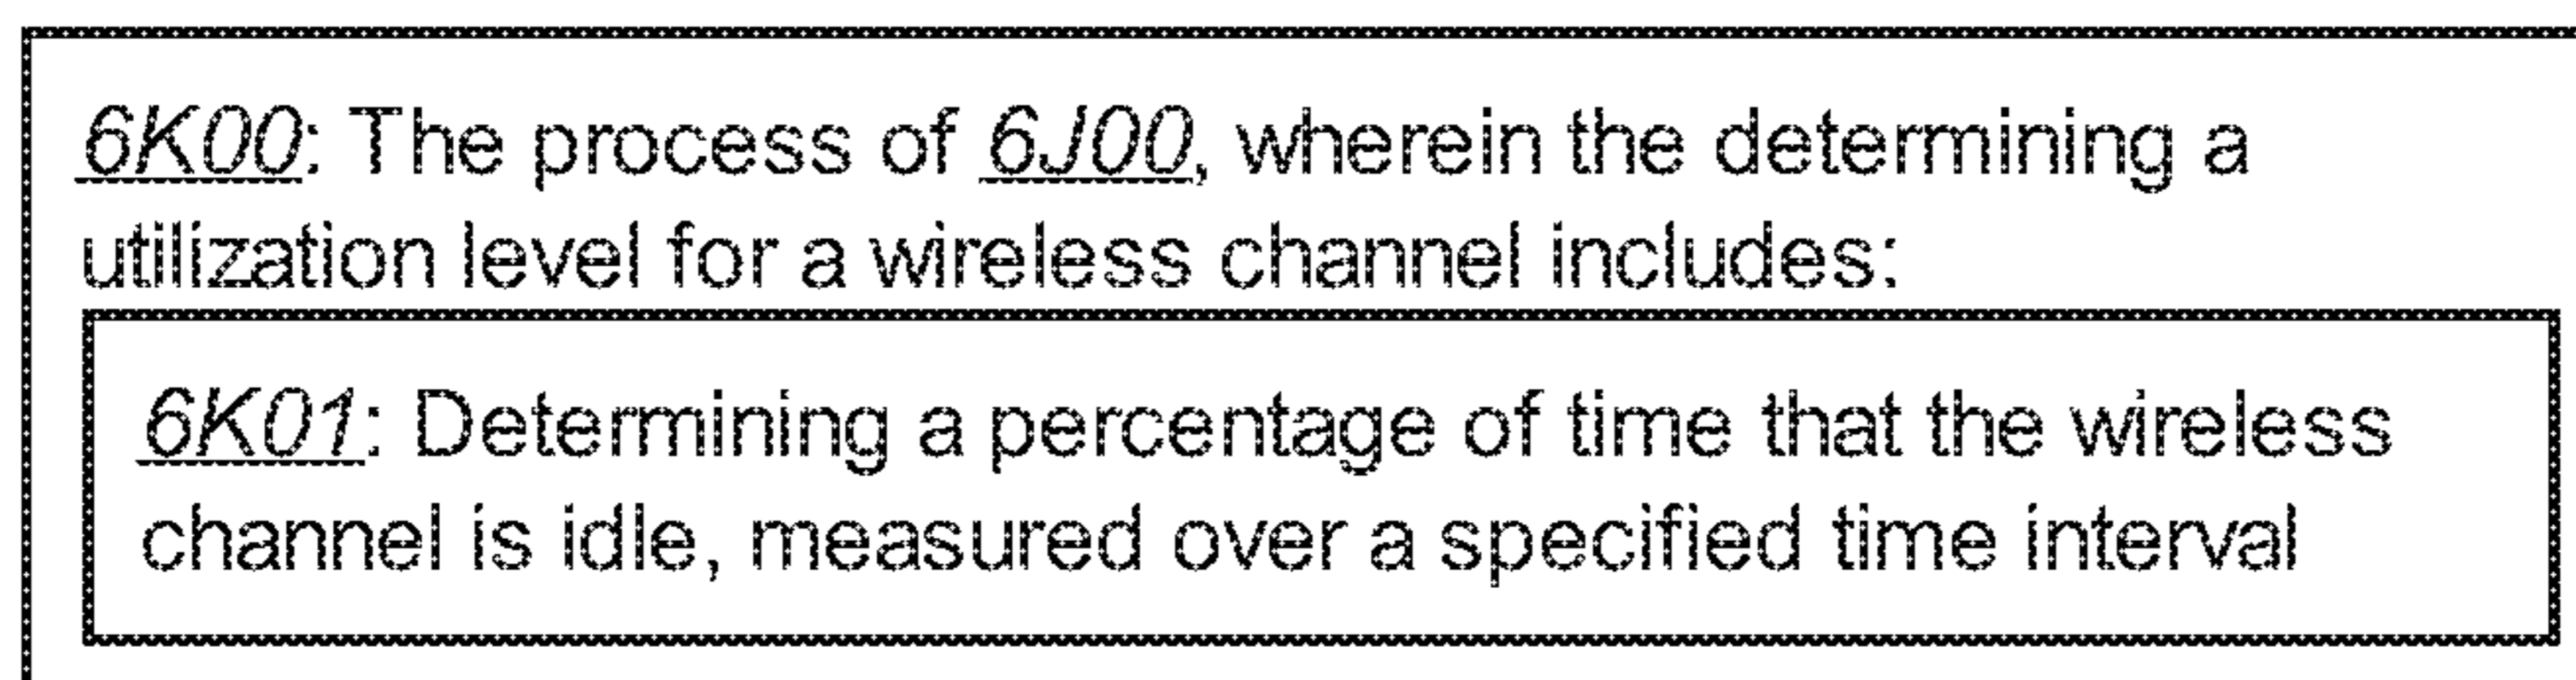 6K00: The process of 6J00, wherein the determining a
utilization level for a wireless channel includes:
6K01: Determining a percentage of time that the wireless
channel is idle, measured over a specified time interval